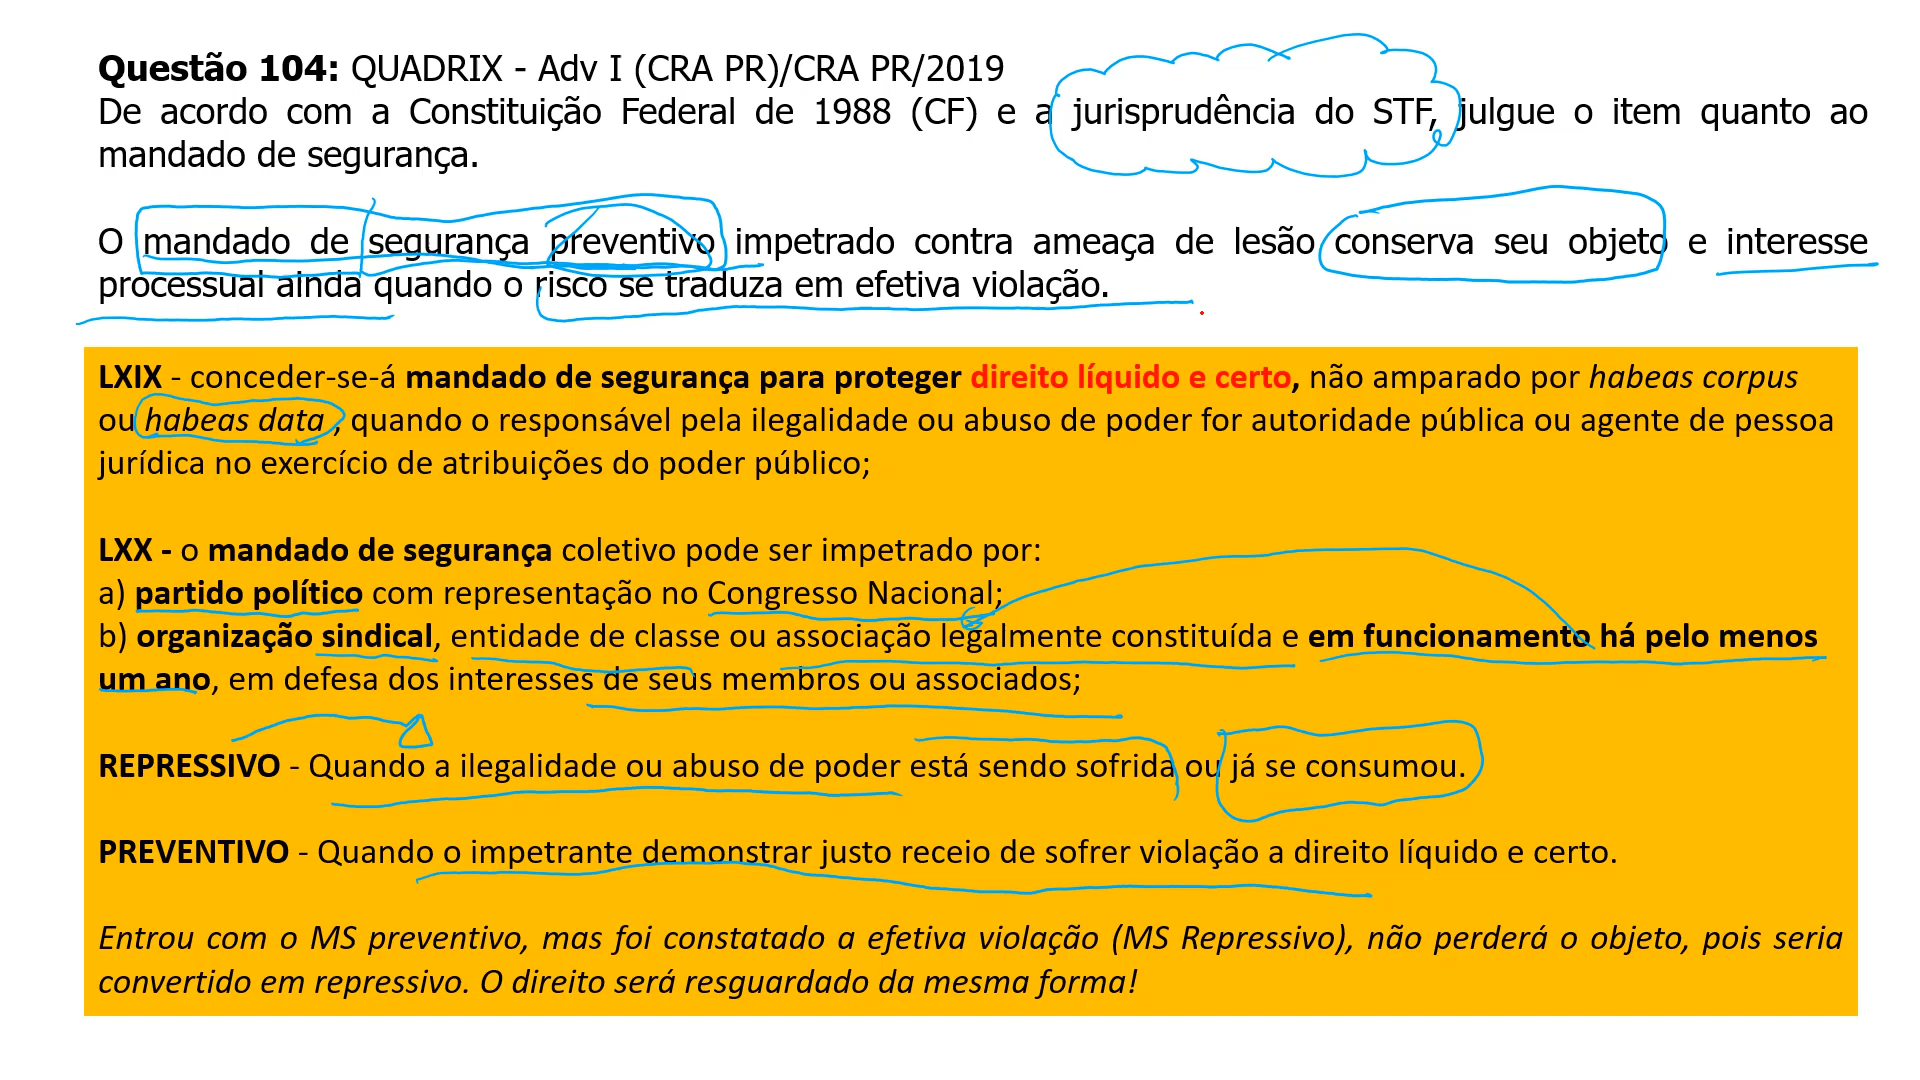 Questão 104: QUADRIX - Adv I (CRA PR)/CRA PR/2019
De acordo com a Constituição Federal de 1988 (CF) e a jurisprudência do STF, julgue o item quanto ao
mandado de segurança.
O mandado de segurança preventivo impetrado contra ameaça de lesão conserva seu objeto e interesse
processual ainda quando o risco se traduza em efetiva violação.
LXIX - conceder-se-á mandado de segurança para proteger direito líquido e certo, não amparado por habeas corpus
ou habeas data , quando o responsável pela ilegalidade ou abuso de poder for autoridade pública ou agente de pessoa
jurídica no exercício de atribuições do poder público;
LXX - o mandado de segurança coletivo pode ser impetrado por:
a) partido político com representação no Congresso Nacional;
b) organização sindical, entidade de classe ou associação legalmente constituída e em funcionamento há pelo menos
um ano, em defesa dos interesses de seus membros ou associados;
REPRESSIVO - Quando a ilegalidade ou abuso de poder está sendo sofrida ou já se consumou.
PREVENTIVO - Quando o impetrante demonstrar justo receio de sofrer violação a direito líquido e certo.
Entrou com o MS preventivo, mas foi constatado a efetiva violação (MS Repressivo), não perderá o objeto, pois seria
convertido em repressivo. O direito será resguardado da mesma forma!